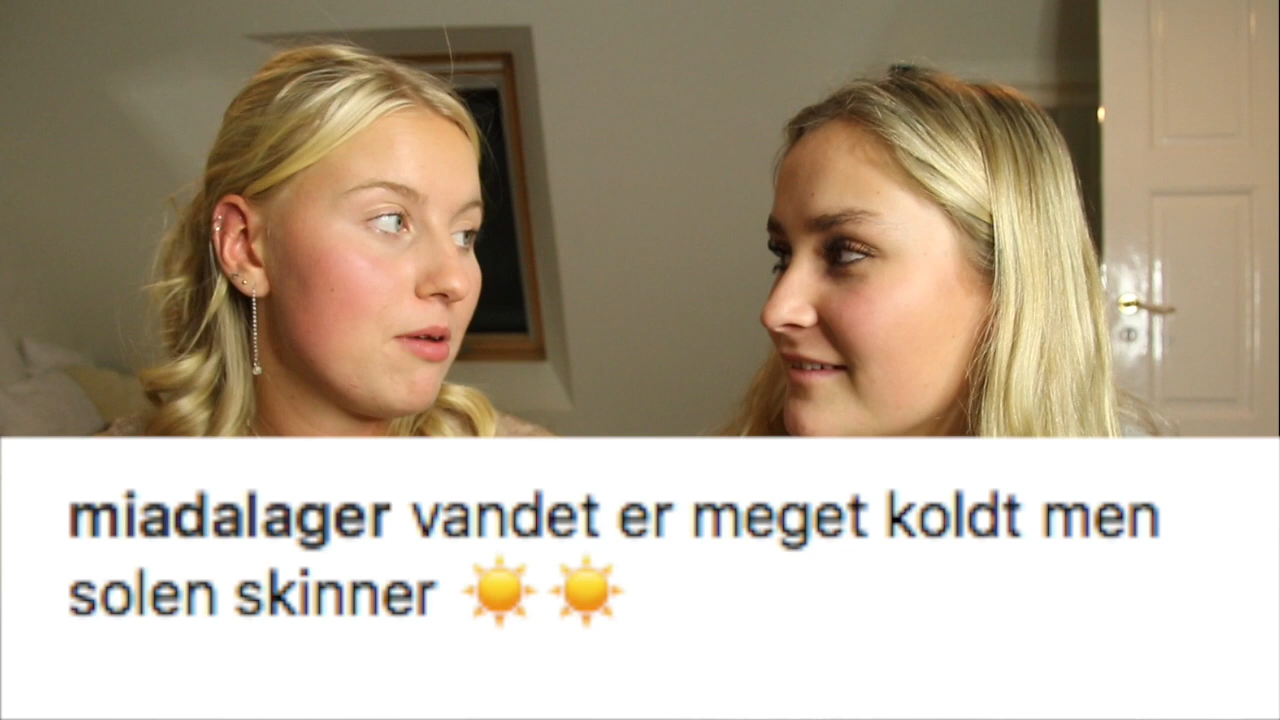 miadalager vandet er meget koldt men
solen skinner ☀️☀️